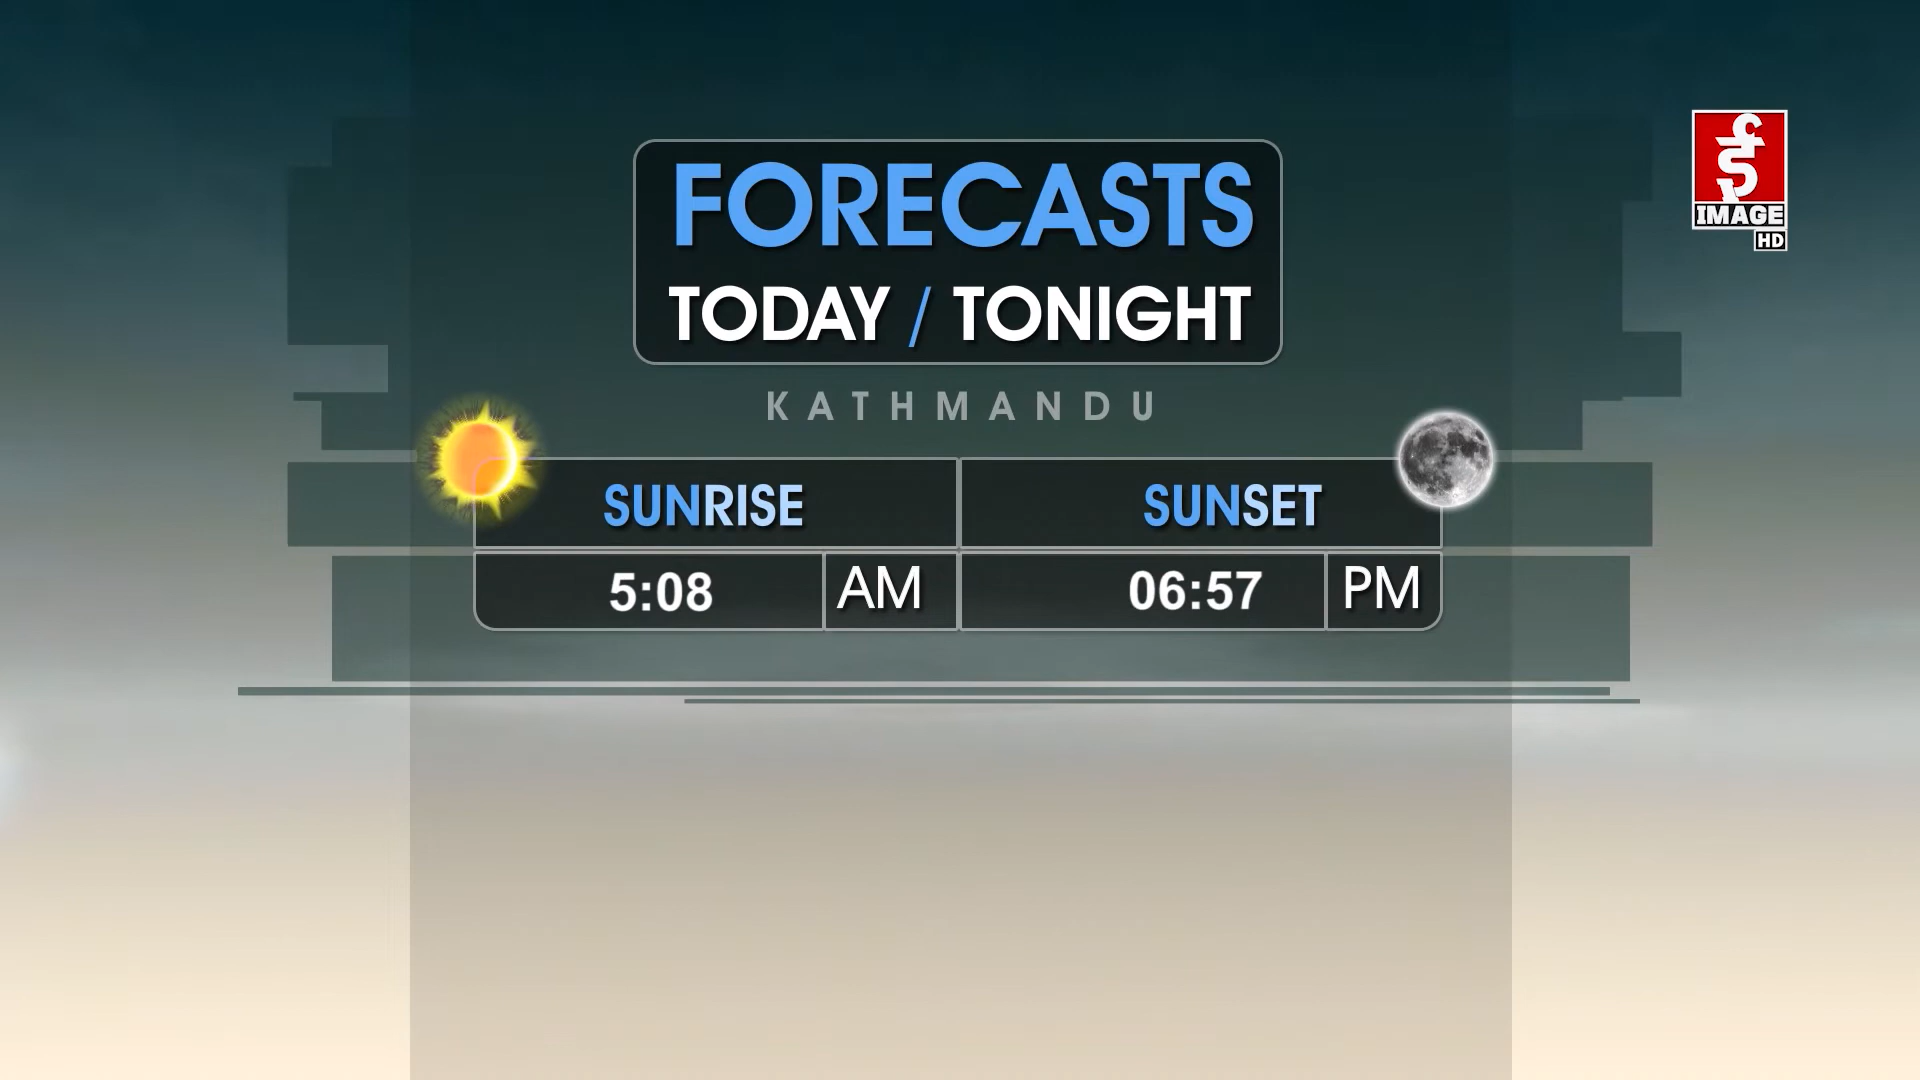 FORECASTS
TODAY / TONIGHT
KATHMANDU
SUNRISE SUNSET
5:08 AM 06:57 PM
IMAGE
HD